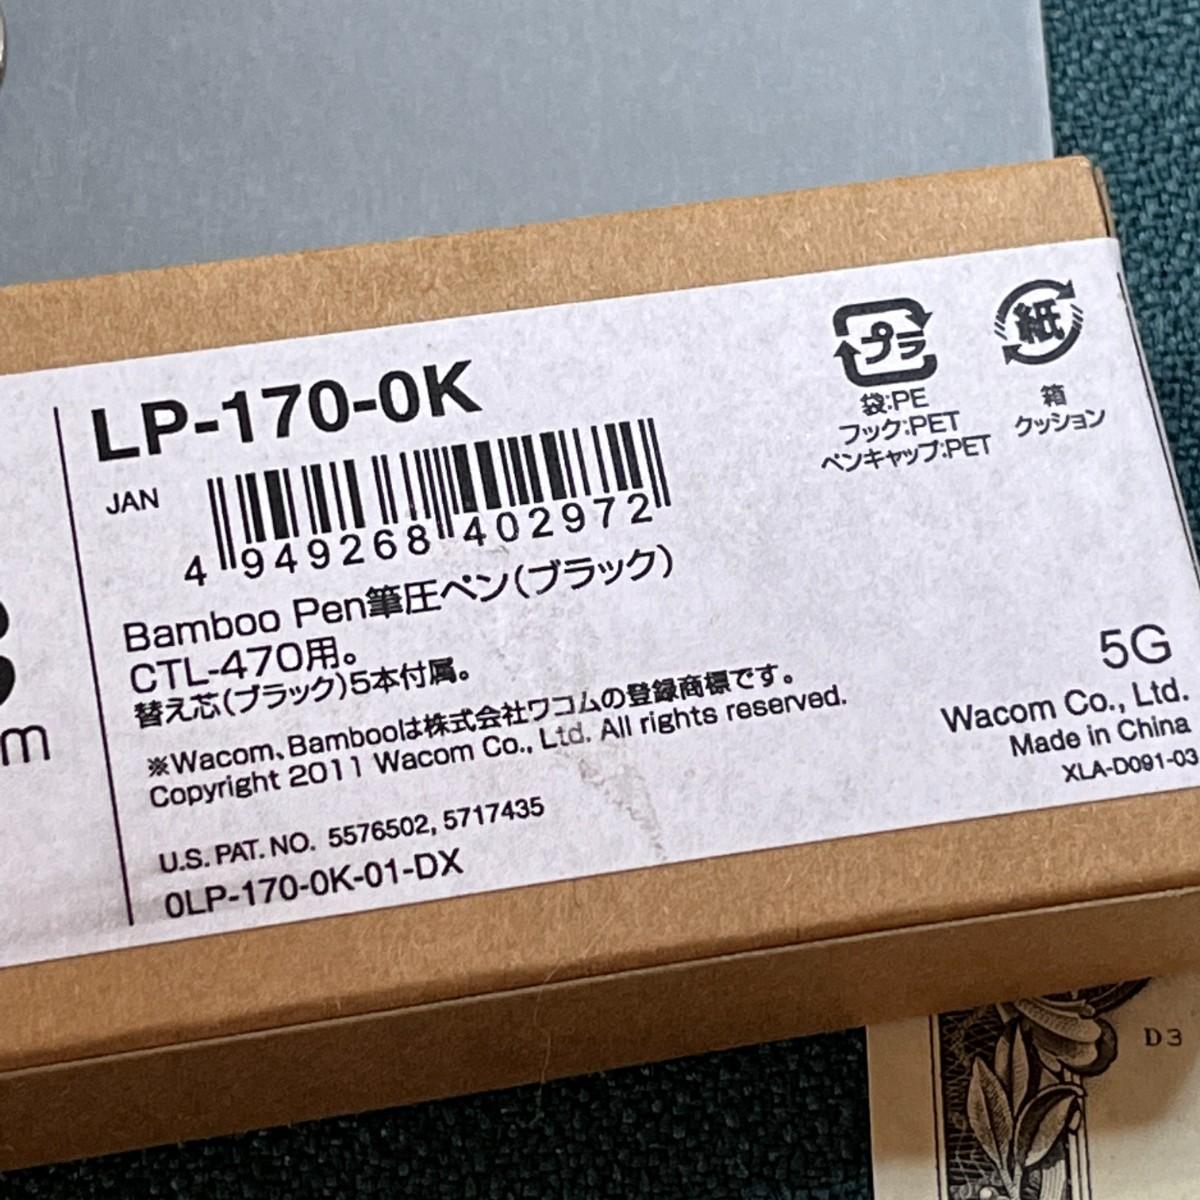 LP-170-0K
JAN
4 949268 402972
Bamboo Pen筆圧ペン(ブラック)
CTL-470用。
替え芯(ブラック)5本付属。
※Wacom、Bambooは株式会社ワコムの登録商標です。
Copyright 2011 Wacom Co., Ltd. All rights reserved.
U.S. PAT. NO. 5576502, 5717435
0LP-170-0K-01-DX
プラ
袋:PE
フック:PET
ペンキャップ:PET
紙
箱
クッション
5G
Wacom Co., Ltd.
Made in China
XLA-D091-03
m
D3